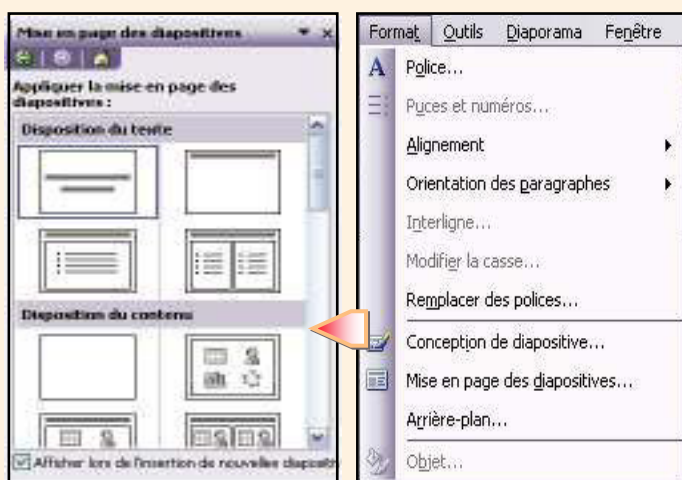 Mise en page des diapositives
Appliquer la mise en page des
diapositives :
Disposition du texte
Disposition du contenu
Afficher lors de l'insertion de nouvelles diapositi
Format Outils Diaporama Fenêtre
Police...
Puces et numéros...
Alignement
Orientation des paragraphes
Interligne...
Modifier la casse...
Remplacer des polices...
Conception de diapositive...
Mise en page des diapositives...
Arrière-plan...
Objet...